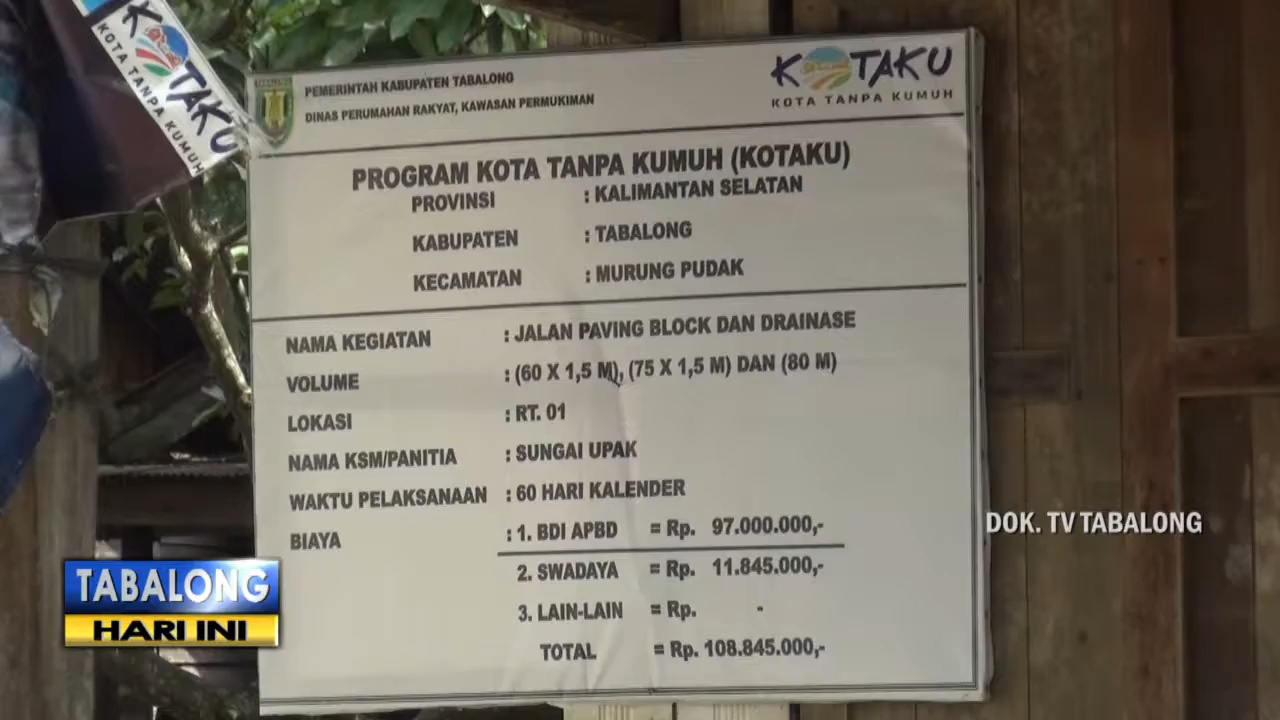 KOTAKU
KOTA TANPA KUMUH
TABALONG
PEMERINTAH KABUPATEN TABALONG
DINAS PERUMAHAN RAKYAT, KAWASAN PERMUKIMAN
KOTAKU
KOTA TANPA KUMUH
PROGRAM KOTA TANPA KUMUH (KOTAKU)
PROVINSI : KALIMANTAN SELATAN
KABUPATEN : TABALONG
KECAMATAN : MURUNG PUDAK
NAMA KEGIATAN : JALAN PAVING BLOCK DAN DRAINASE
VOLUME : (60 X 1,5 M), (75 X 1,5 M) DAN (80 M)
LOKASI : RT. 01
NAMA KSM/PANITIA : SUNGAI UPAK
WAKTU PELAKSANAAN : 60 HARI KALENDER
BIAYA : 1. BDI APBD = Rp. 97.000.000,-
2. SWADAYA = Rp. 11.845.000,-
3. LAIN-LAIN = Rp. -
TOTAL = Rp. 108.845.000,-
DOK. TV TABALONG
TABALONG
HARI INI